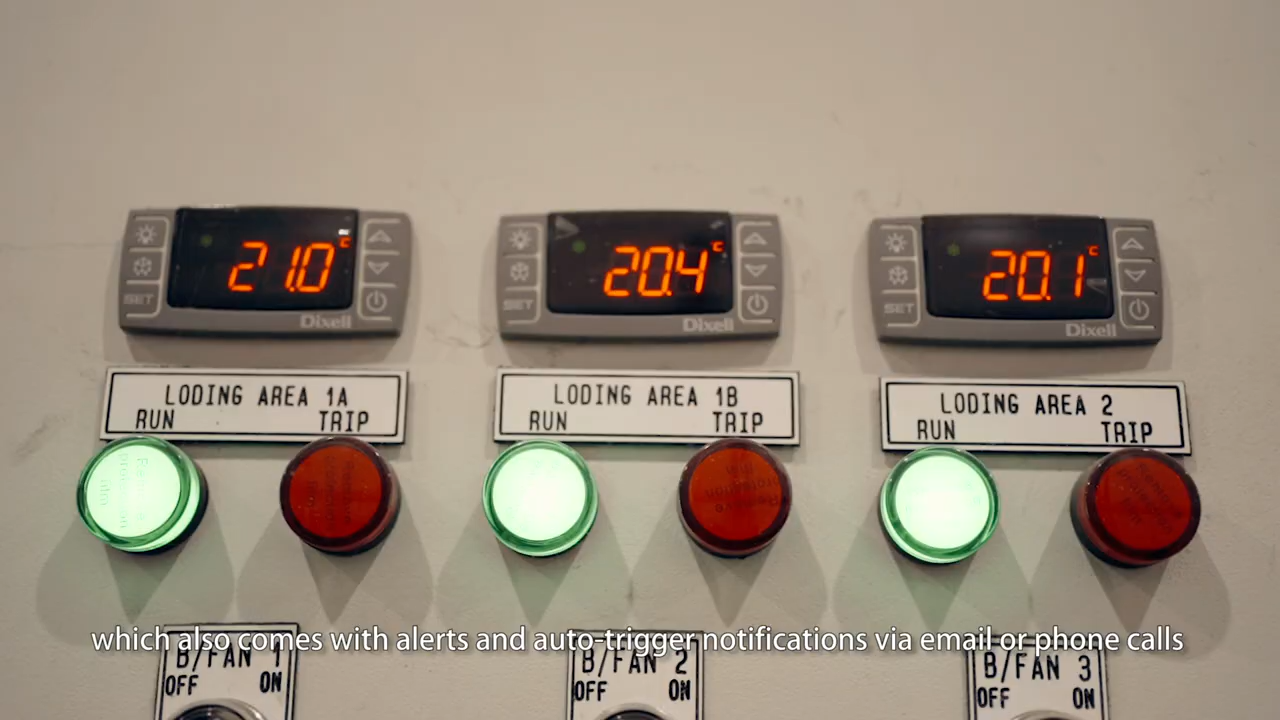 21.0 °C
SET
Dixell
20.4 °C
SET
Dixell
20.1 °C
SET
Dixell
LODING AREA 1A
RUN TRIP
LODING AREA 1B
RUN TRIP
LODING AREA 2
RUN TRIP
which also comes with alerts and auto-trigger notifications via email or phone calls
B/FAN 1
OFF ON
B/FAN 2
OFF ON
B/FAN 3
OFF ON